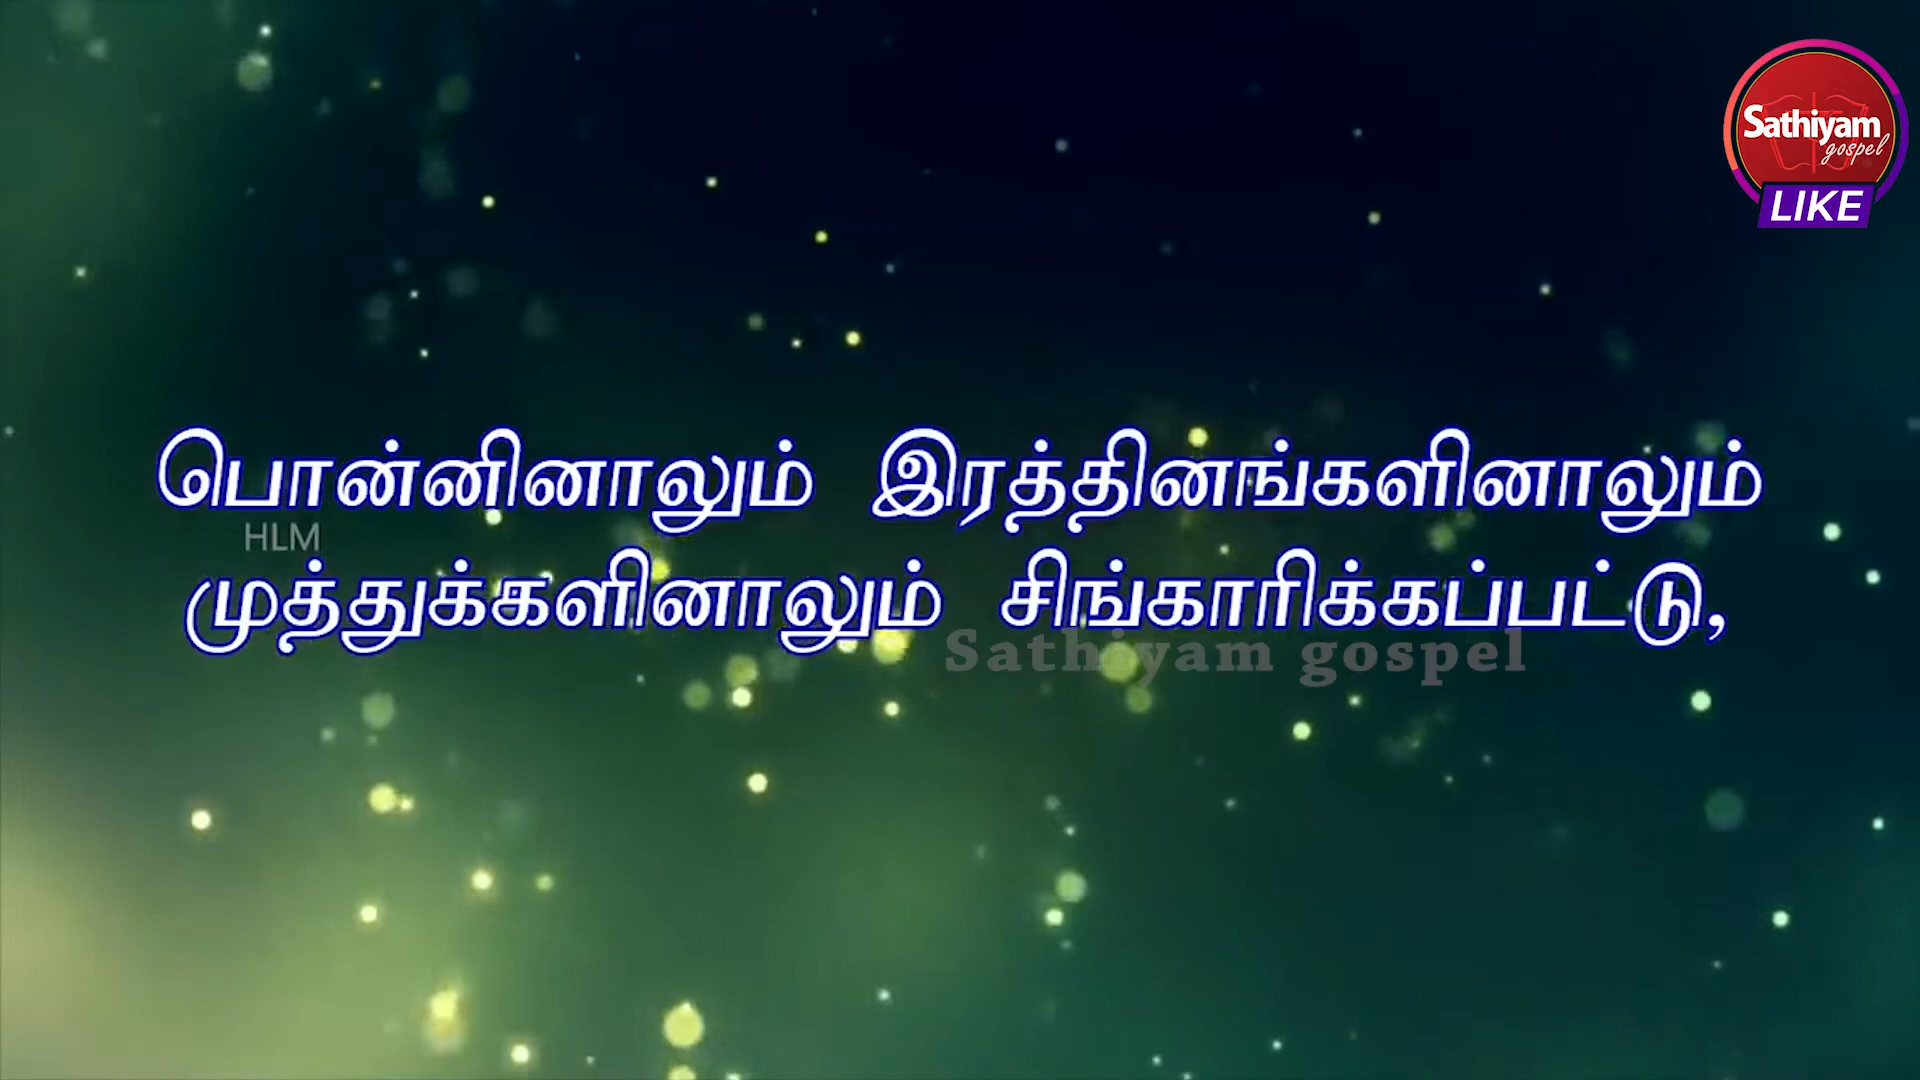 Sathiyam
gospel
LIKE
பொன்னினாலும் இரத்தினங்களினாலும்
HLM
முத்துக்களினாலும் சிங்காரிக்கப்பட்டு,
Sathiyam gospel